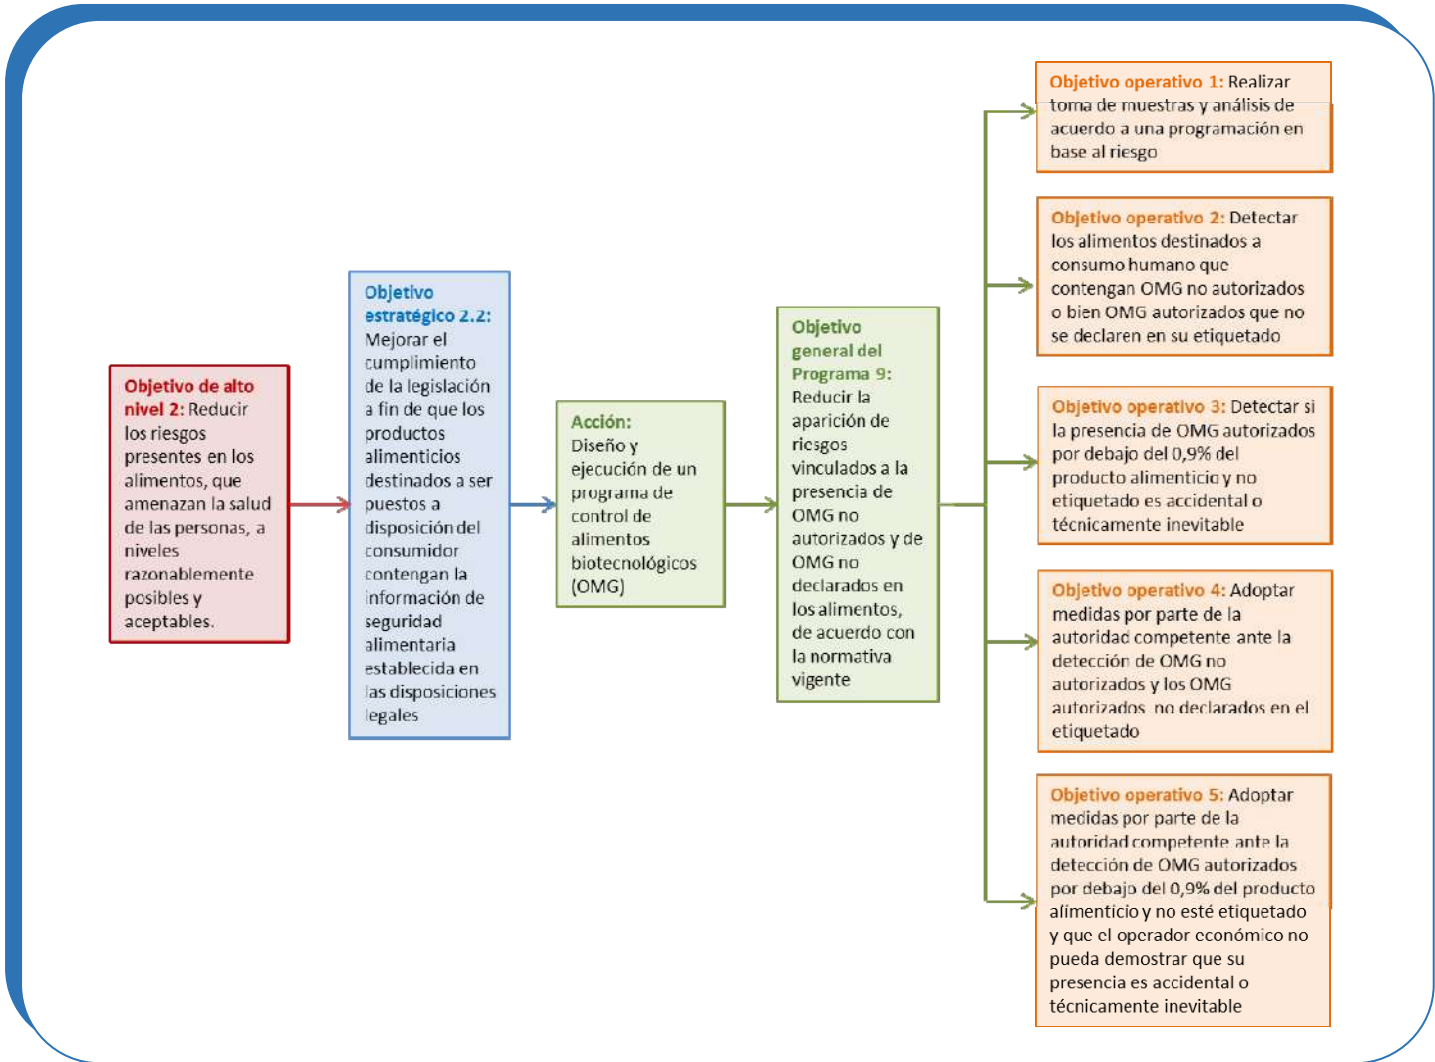 Objetivo de alto
nivel 2: Reducir
los riesgos
presentes en los
alimentos, que
amenazan la salud
de las personas, a
niveles
razonablemente
posibles y
aceptables.
Objetivo
estratégico 2.2:
Mejorar el
cumplimiento
de la legislación
a fin de que los
productos
alimenticios
destinados a ser
puestos a
disposición del
consumidor
contengan la
información de
seguridad
alimentaria
establecida en
las disposiciones
legales
Acción:
Diseño y
ejecución de un
programa de
control de
alimentos
biotecnológicos
(OMG)
Objetivo
general del
Programa 9:
Reducir la
aparición de
riesgos
vinculados a la
presencia de
OMG no
autorizados y de
OMG no
declarados en
los alimentos,
de acuerdo con
la normativa
vigente
Objetivo operativo 1: Realizar
toma de muestras y análisis de
acuerdo a una programación en
base al riesgo
Objetivo operativo 2: Detectar
los alimentos destinados a
consumo humano que
contengan OMG no autorizados
o bien OMG autorizados que no
se declaren en su etiquetado
Objetivo operativo 3: Detectar si
la presencia de OMG autorizados
por debajo del 0,9% del
producto alimenticio y no
etiquetado es accidental o
técnicamente inevitable
Objetivo operativo 4: Adoptar
medidas por parte de la
autoridad competente ante la
detección de OMG no
autorizados y los OMG
autorizados no declarados en el
etiquetado
Objetivo operativo 5: Adoptar
medidas por parte de la
autoridad competente ante la
detección de OMG autorizados
por debajo del 0,9% del producto
alimenticio y no esté etiquetado
y que el operador económico no
pueda demostrar que su
presencia es accidental o
técnicamente inevitable